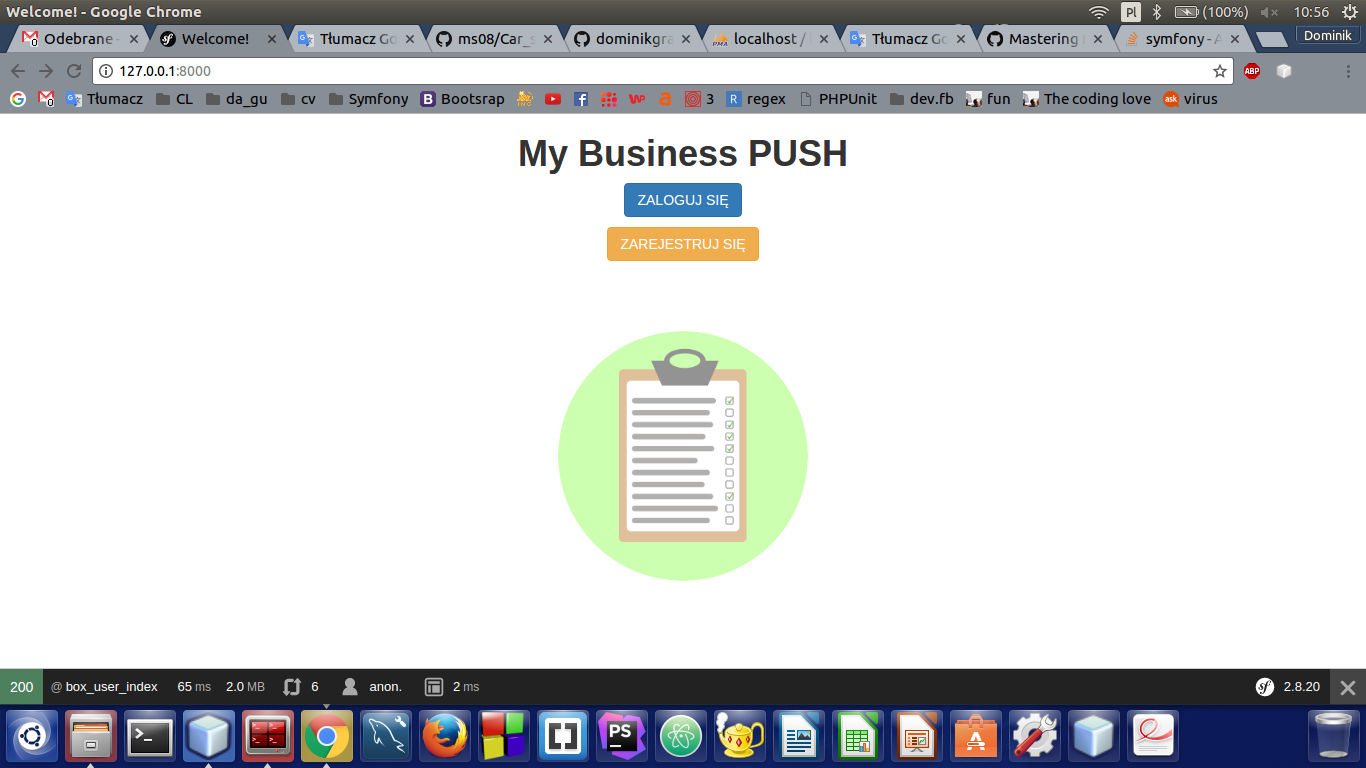 Welcome! - Google Chrome
Pl (100%) 10:56
Odebrane -
Welcome!
Tłumacz Go
ms08/Car_s
dominikgra
localhost /
Tłumacz Go
Mastering
symfony - A
Dominik
127.0.0.1:8000
ABP
Tłumacz CL da_gu cv Symfony B Bootsrap 3 R regex PHPUnit dev.fb fun The coding love ask virus
My Business PUSH
ZALOGUJ SIĘ
ZAREJESTRUJ SIĘ
200 @ box_user_index 65 ms 2.0 MB 6 anon. 2 ms sf 2.8.20
PS